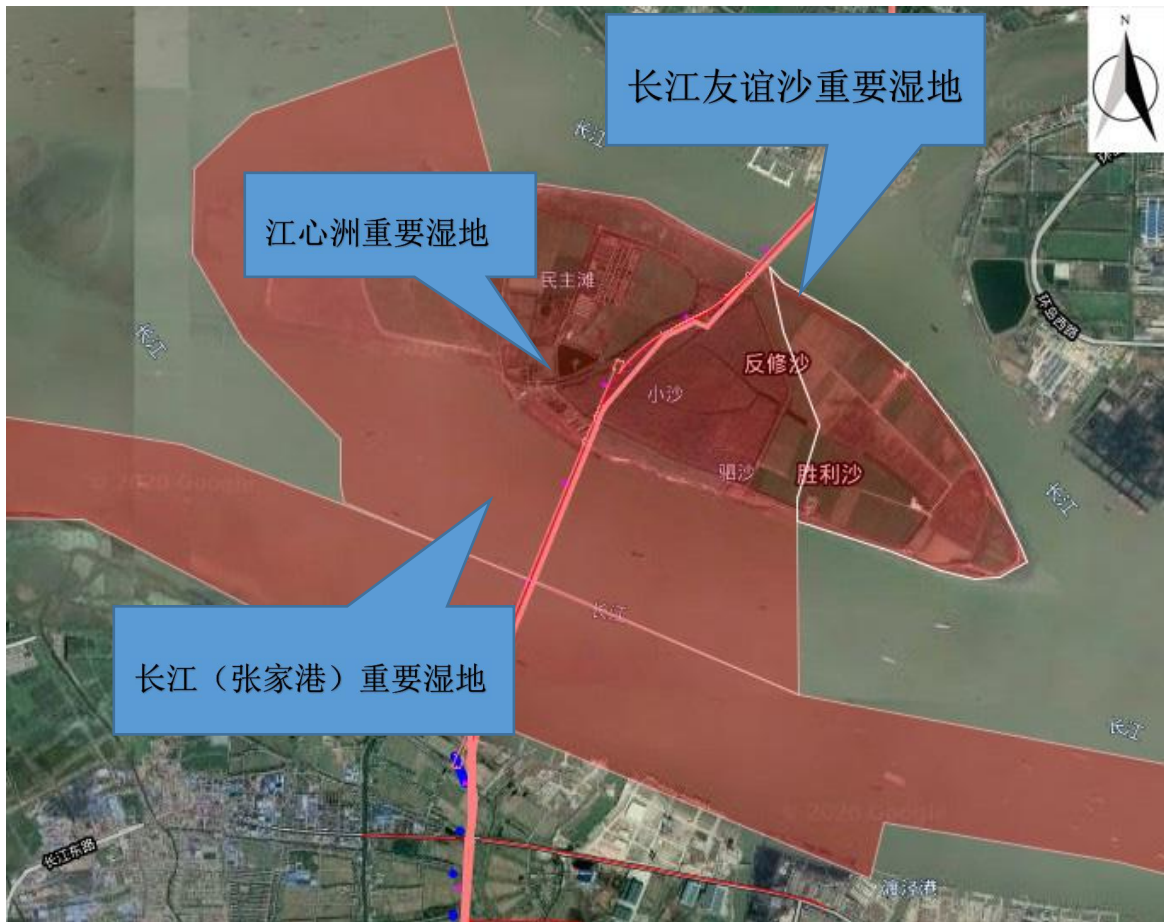 N
长江友谊沙重要湿地
长江
江心洲重要湿地
民主滩
长江
环岛西路
反修沙
小沙
驷沙
胜利沙
长江
长江
长江（张家港）重要湿地
长江
长江东路